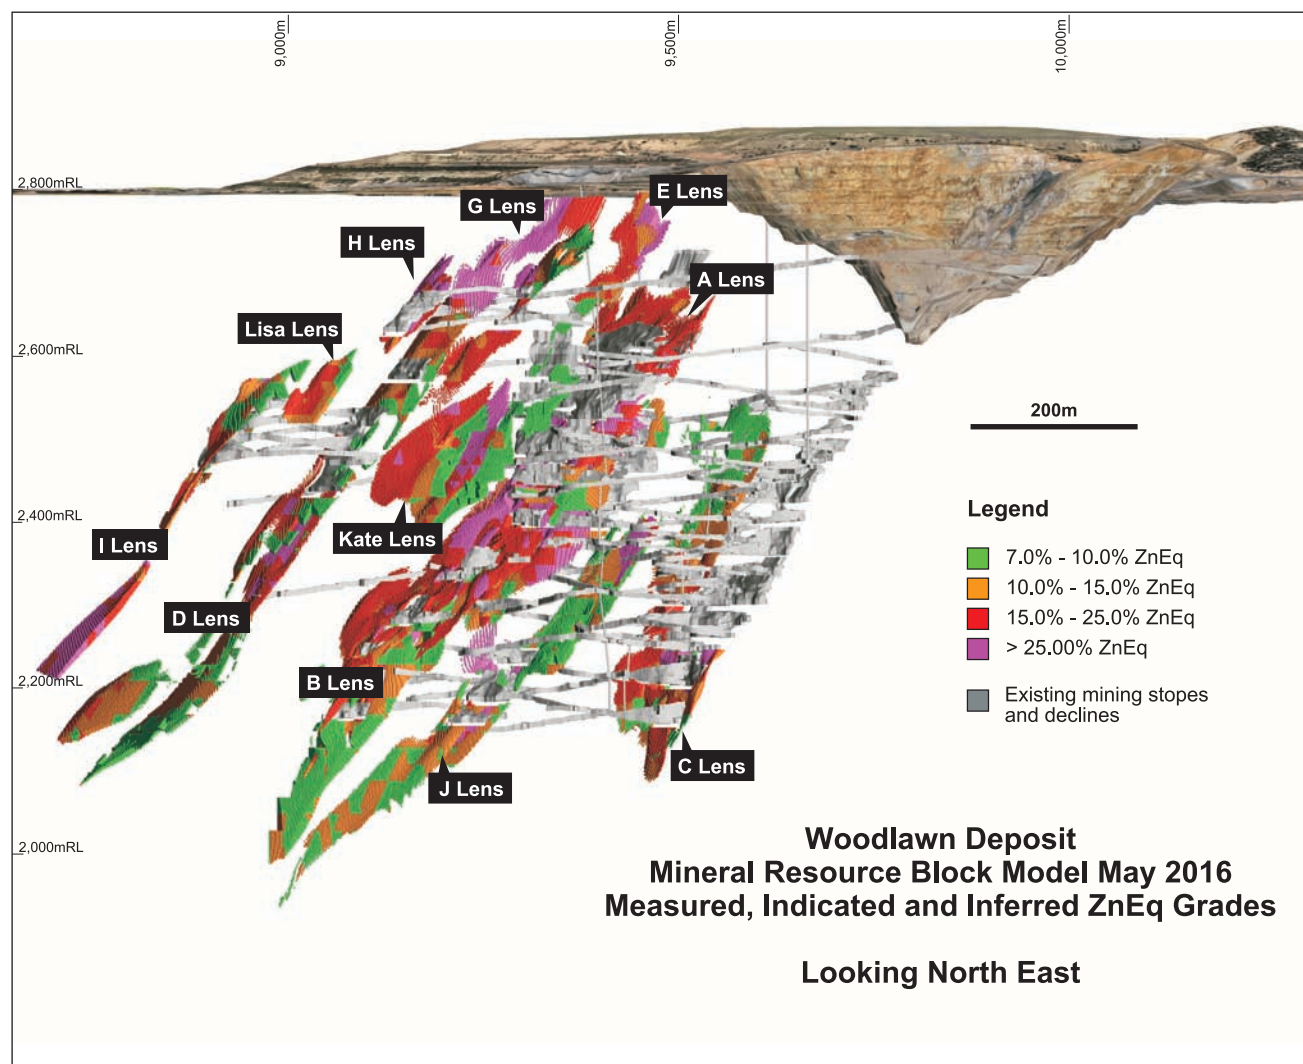 9,000m
9,500m
10,000m
2,800mRL
G Lens
E Lens
H Lens
A Lens
Lisa Lens
2,600mRL
200m
2,400mRL
Legend
Kate Lens
I Lens
7.0% - 10.0% ZnEq
10.0% - 15.0% ZnEq
D Lens
15.0% - 25.0% ZnEq
> 25.00% ZnEq
2,200mRL
B Lens
Existing mining stopes
and declines
C Lens
J Lens
2,000mRL
Woodlawn Deposit
Mineral Resource Block Model May 2016
Measured, Indicated and Inferred ZnEq Grades
Looking North East